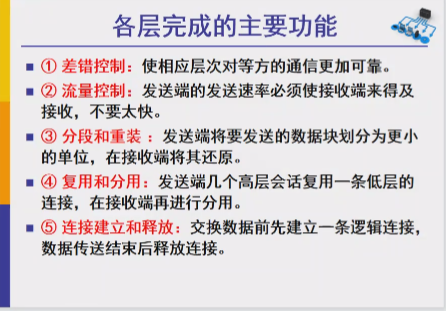 各层完成的主要功能
① 差错控制：使相应层次对等方的通信更加可靠。
② 流量控制：发送端的发送速率必须使接收端来得及
接收，不要太快。
③ 分段和重装 ：发送端将要发送的数据块划分为更小
的单位，在接收端将其还原。
④ 复用和分用：发送端几个高层会话复用一条低层的
连接，在接收端再进行分用。
⑤ 连接建立和释放：交换数据前先建立一条逻辑连接，
数据传送结束后释放连接。